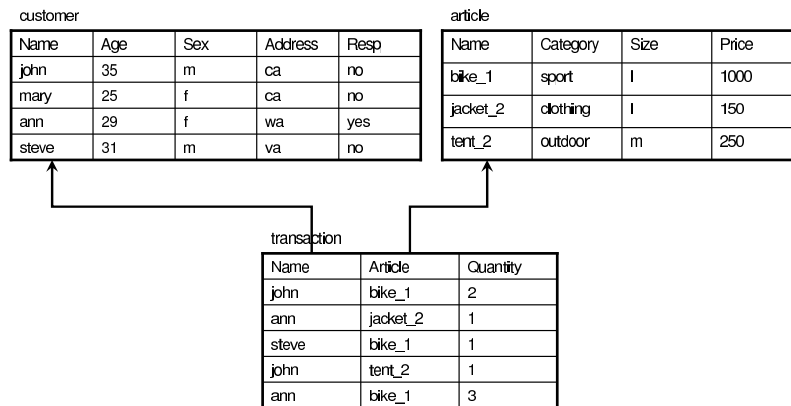 customer
Name Age Sex Address Resp
john 35 m ca no
mary 25 f ca no
ann 29 f wa yes
steve 31 m va no
article
Name Category Size Price
bike_1 sport l 1000
jacket_2 clothing l 150
tent_2 outdoor m 250
transaction
Name Article Quantity
john bike_1 2
ann jacket_2 1
steve bike_1 1
john tent_2 1
ann bike_1 3